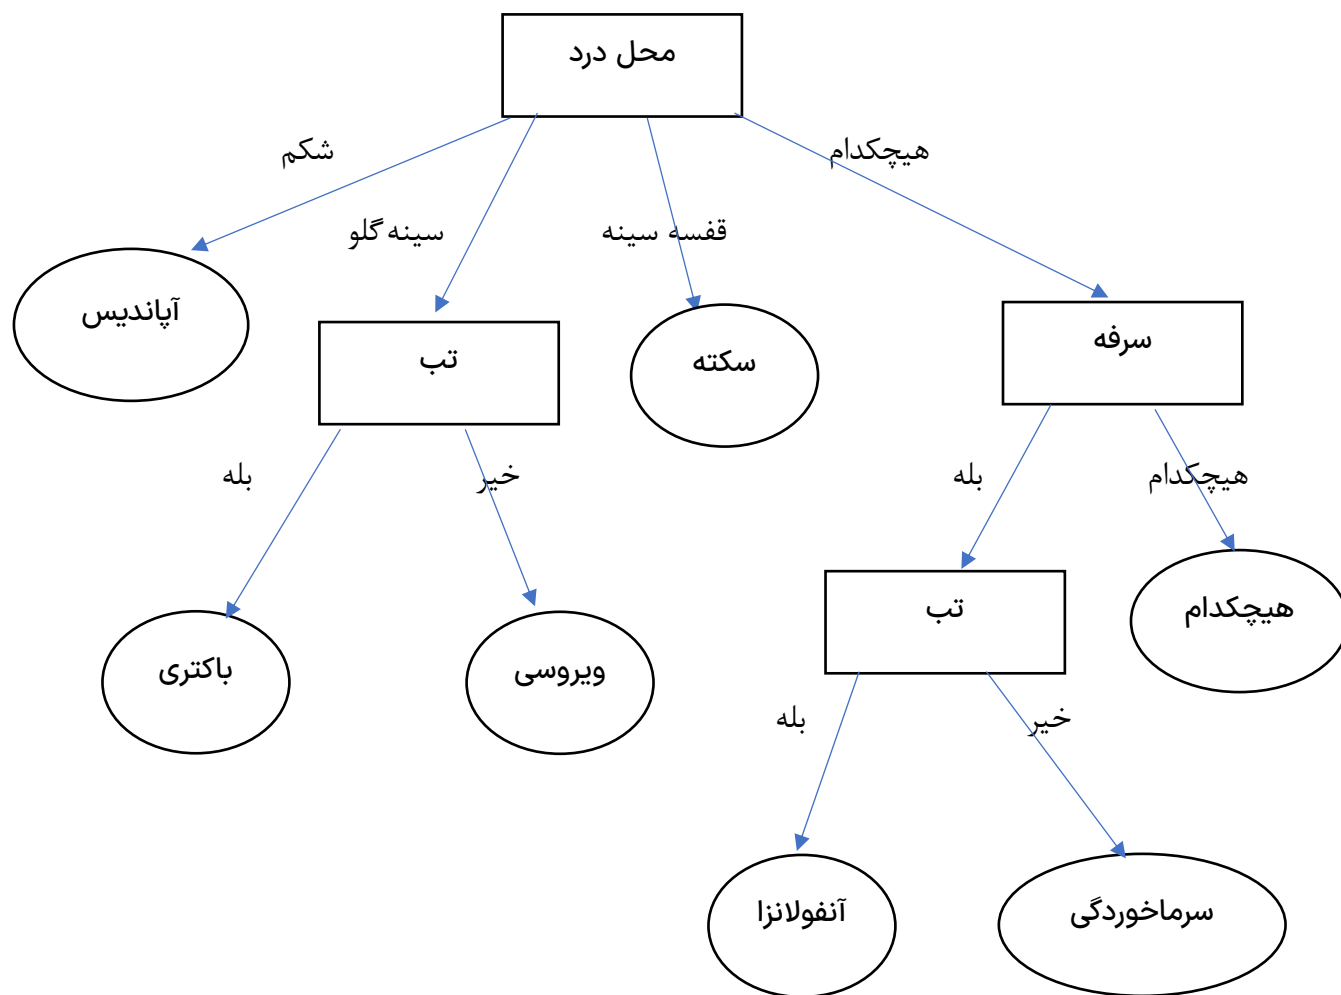 محل درد
هیچکدام
شکم
قفسه سینه
سینه گلو
آپاندیس
سرفه
تب
سکته
هیچکدام
بله
خیر
بله
تب
هیچکدام
ویروسی
باکتری
خیر
بله
سرماخوردگی
آنفولانزا